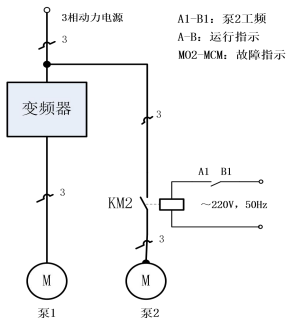 3相动力电源
A1-B1：泵2工频
A-B：运行指示
MO2-MCM：故障指示
3
变频器
3
3
A1 B1
KM2
～220V，50Hz
3
M
M
泵1
泵2